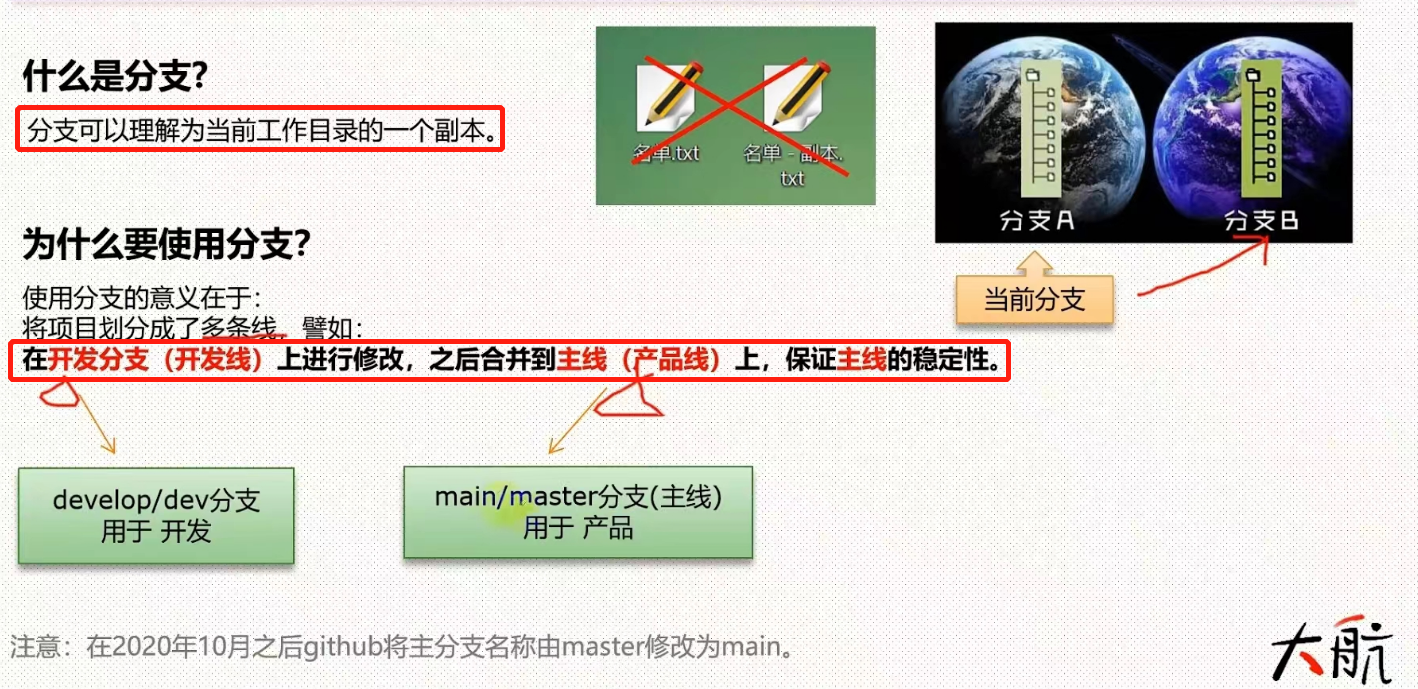 什么是分支?
分支可以理解为当前工作目录的一个副本。
名单.txt
名单 - 副本.
txt
分支A
分支B
当前分支
为什么要使用分支?
使用分支的意义在于：
将项目划分成了多条线，譬如：
在开发分支（开发线）上进行修改，之后合并到主线（产品线）上，保证主线的稳定性。
develop/dev分支
用于 开发
main/master分支(主线)
用于 产品
注意：在2020年10月之后github将主分支名称由master修改为main。
大航